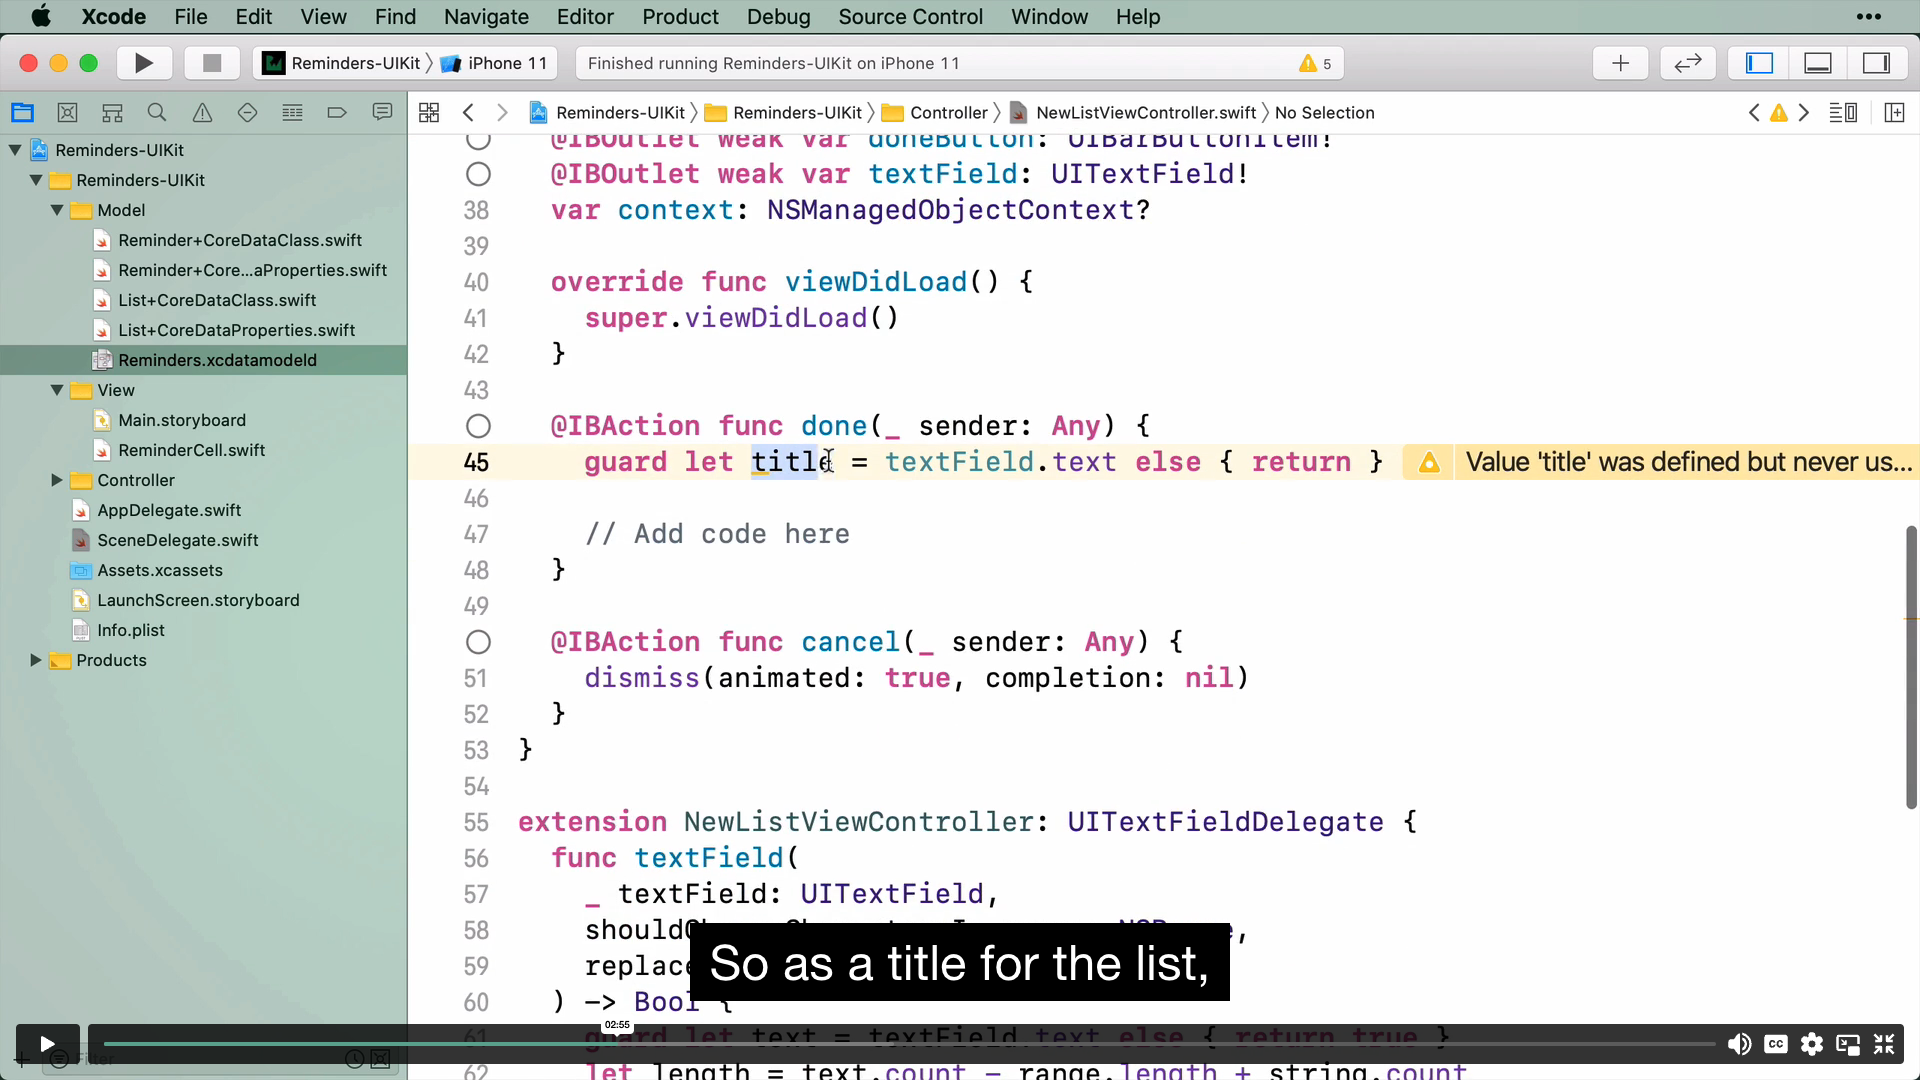 Xcode File Edit View Find Navigate Editor Product Debug Source Control Window Help
Reminders-UIKit iPhone 11 Finished running Reminders-UIKit on iPhone 11 5
Reminders-UIKit Reminders-UIKit Controller NewListViewController.swift No Selection
Reminders-UIKit
Reminders-UIKit
Model
Reminder+CoreDataClass.swift
Reminder+Core...aProperties.swift
List+CoreDataClass.swift
List+CoreDataProperties.swift
Reminders.xcdatamodeld
View
Main.storyboard
ReminderCell.swift
Controller
AppDelegate.swift
SceneDelegate.swift
Assets.xcassets
LaunchScreen.storyboard
Info.plist
Products
Filter
@IBOutlet weak var doneButton: UIBarButtonItem!
@IBOutlet weak var textField: UITextField!
38 var context: NSManagedObjectContext?
39
40 override func viewDidLoad() {
41 super.viewDidLoad()
42 }
43
@IBAction func done(_ sender: Any) {
45 guard let title = textField.text else { return } Value 'title' was defined but never us...
46
47 // Add code here
48 }
49
@IBAction func cancel(_ sender: Any) {
51 dismiss(animated: true, completion: nil)
52 }
53 }
54
55 extension NewListViewController: UITextFieldDelegate {
56 func textField(
57 _ textField: UITextField,
58
59
60 ) -> Bool {
61 guard let text = textField.text else { return true }
62 let length = text.count - range.length + string.count
So as a title for the list,
02:55
CC